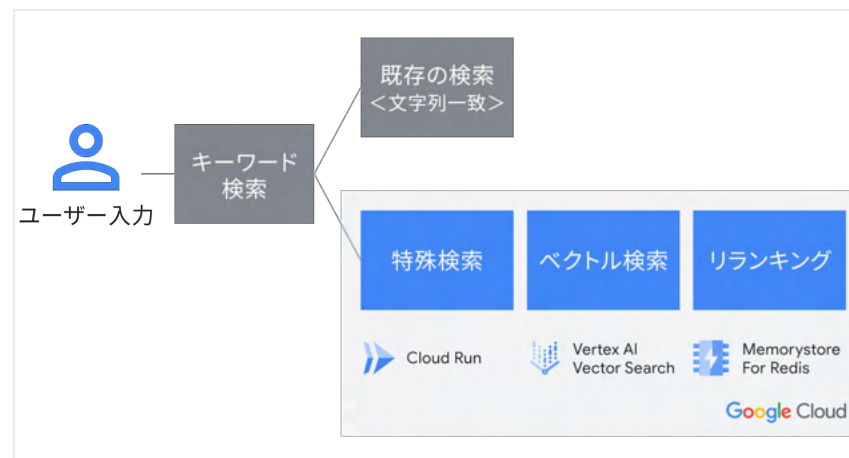 既存の検索
＜文字列一致＞
キーワード
検索
ユーザー入力
特殊検索
ベクトル検索
リランキング
Cloud Run
Vertex AI
Vector Search
Memorystore
For Redis
Google Cloud